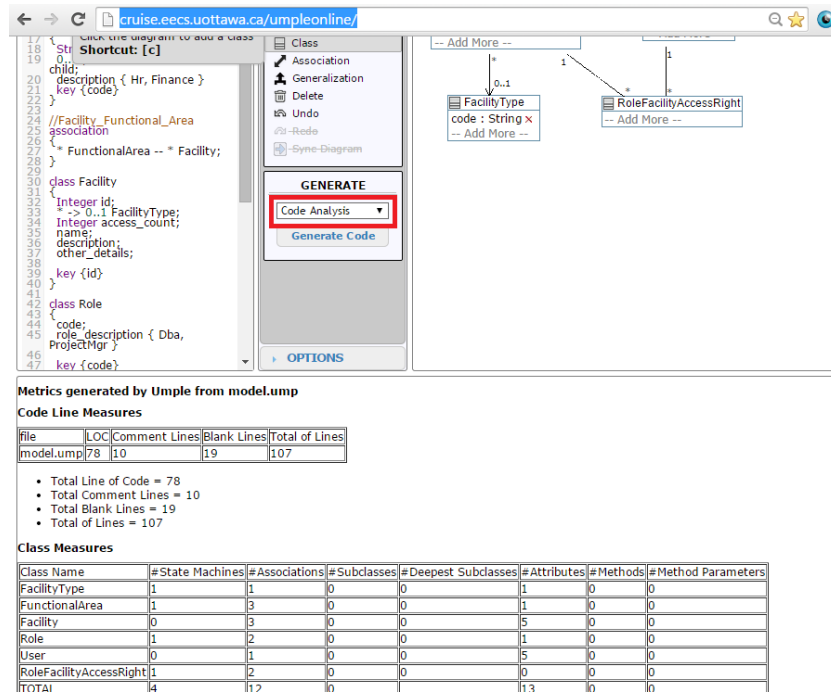 cruise.eecs.uottawa.ca/umpleonline/
Click the diagram to add a class
Shortcut: [c]
17 {
18 Str
19 0..
child;
20 description { Hr, Finance }
21 key {code}
22 }
23
24 //Facility_Functional_Area
25 association
26 {
27 * FunctionalArea -- * Facility;
28 }
29
30 class Facility
31 {
32 Integer id;
33 * -> 0..1 FacilityType;
34 Integer access_count;
35 name;
36 description;
37 other_details;
38
39 key {id}
40 }
41
42 class Role
43 {
44 code;
45 role_description { Dba,
ProjectMgr }
46
47 key {code}
Class
Association
Generalization
Delete
Undo
Redo
Sync Diagram
GENERATE
Code Analysis
Generate Code
OPTIONS
-- Add More --
* 1 1
0..1 * *
FacilityType
code : String ×
-- Add More --
RoleFacilityAccessRight
-- Add More --
Metrics generated by Umple from model.ump
Code Line Measures
file LOC Comment Lines Blank Lines Total of Lines
model.ump 78 10 19 107
• Total Line of Code = 78
• Total Comment Lines = 10
• Total Blank Lines = 19
• Total of Lines = 107
Class Measures
Class Name #State Machines #Associations #Subclasses #Deepest Subclasses #Attributes #Methods #Method Parameters
FacilityType 1 1 0 0 1 0 0
FunctionalArea 1 3 0 0 1 0 0
Facility 0 3 0 0 5 0 0
Role 1 2 0 0 1 0 0
User 0 1 0 0 5 0 0
RoleFacilityAccessRight 1 2 0 0 0 0 0
TOTAL 4 12 0 13 0 0